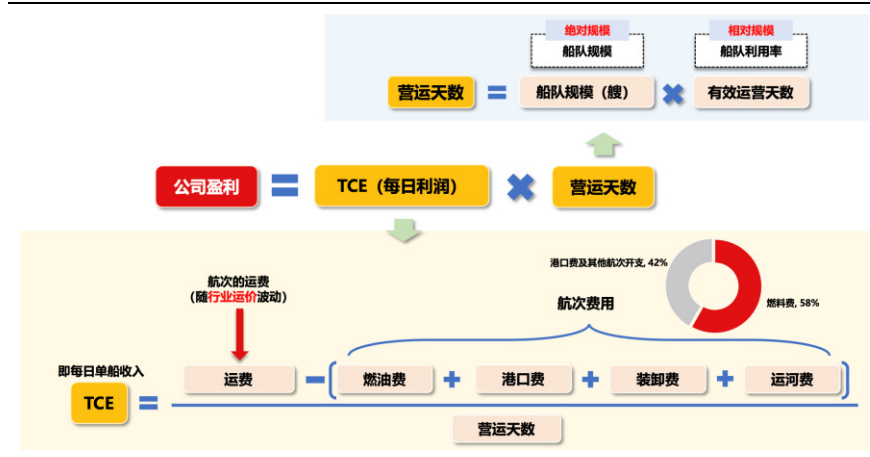 绝对规模
船队规模
相对规模
船队利用率
营运天数 = 船队规模（艘） × 有效运营天数
公司盈利 = TCE（每日利润） × 营运天数
港口费及其他航次开支, 42%
燃料费, 58%
航次的运费
（随行业运价波动）
航次费用
即每日单船收入
TCE = 运费 - [ 燃油费 + 港口费 + 装卸费 + 运河费 ]
营运天数